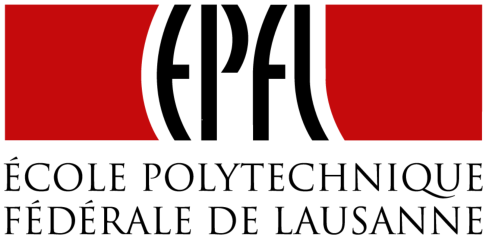 EPFL
ÉCOLE POLYTECHNIQUE
FÉDÉRALE DE LAUSANNE